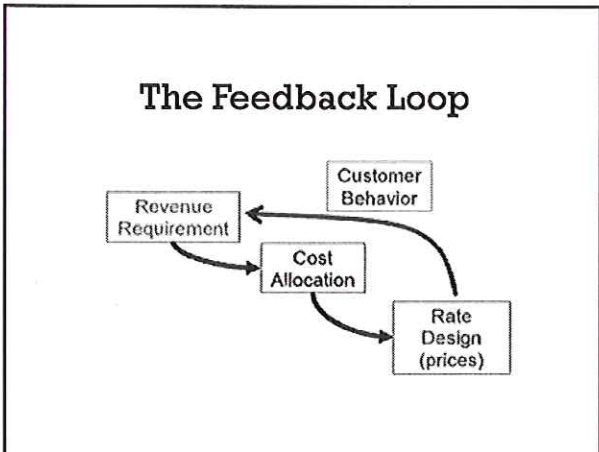 The Feedback Loop
Customer
Behavior
Revenue
Requirement
Cost
Allocation
Rate
Design
(prices)